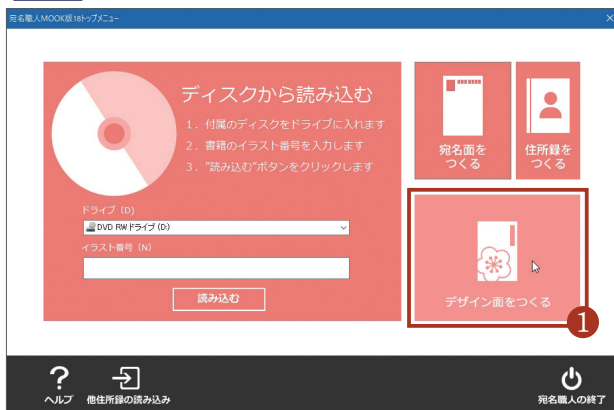 宛名職人MOOK版18トップメニュー
ディスクから読み込む
1．付属のディスクをドライブに入れます
2．書籍のイラスト番号を入力します
3．"読み込む"ボタンをクリックします
ドライブ（D）
DVD RW ドライブ (D:)
イラスト番号（N）
読み込む
宛名面を
つくる
住所録を
つくる
デザイン面をつくる
1
?
ヘルプ
他住所録の読み込み
宛名職人の終了